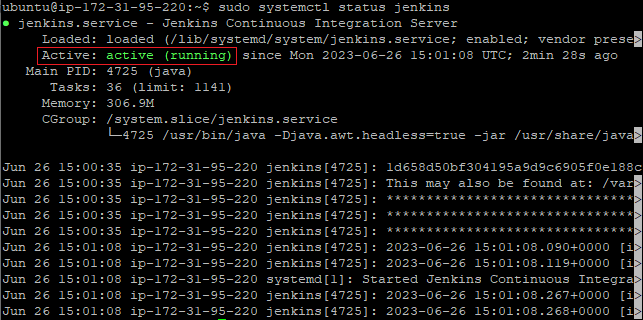 ubuntu@ip-172-31-95-220:~$ sudo systemctl status jenkins
● jenkins.service - Jenkins Continuous Integration Server
Loaded: loaded (/lib/systemd/system/jenkins.service; enabled; vendor prese>
Active: active (running) since Mon 2023-06-26 15:01:08 UTC; 2min 28s ago
Main PID: 4725 (java)
Tasks: 36 (limit: 1141)
Memory: 306.9M
CGroup: /system.slice/jenkins.service
└─4725 /usr/bin/java -Djava.awt.headless=true -jar /usr/share/java>
Jun 26 15:00:35 ip-172-31-95-220 jenkins[4725]: 1d658d50bf304195a9d9c6905f0e188c
Jun 26 15:00:35 ip-172-31-95-220 jenkins[4725]: This may also be found at: /var>
Jun 26 15:00:35 ip-172-31-95-220 jenkins[4725]: *******************************>
Jun 26 15:00:35 ip-172-31-95-220 jenkins[4725]: *******************************>
Jun 26 15:00:35 ip-172-31-95-220 jenkins[4725]: *******************************>
Jun 26 15:01:08 ip-172-31-95-220 jenkins[4725]: 2023-06-26 15:01:08.090+0000 [i>
Jun 26 15:01:08 ip-172-31-95-220 jenkins[4725]: 2023-06-26 15:01:08.119+0000 [i>
Jun 26 15:01:08 ip-172-31-95-220 systemd[1]: Started Jenkins Continuous Integra>
Jun 26 15:01:08 ip-172-31-95-220 jenkins[4725]: 2023-06-26 15:01:08.267+0000 [i>
Jun 26 15:01:08 ip-172-31-95-220 jenkins[4725]: 2023-06-26 15:01:08.268+0000 [i>